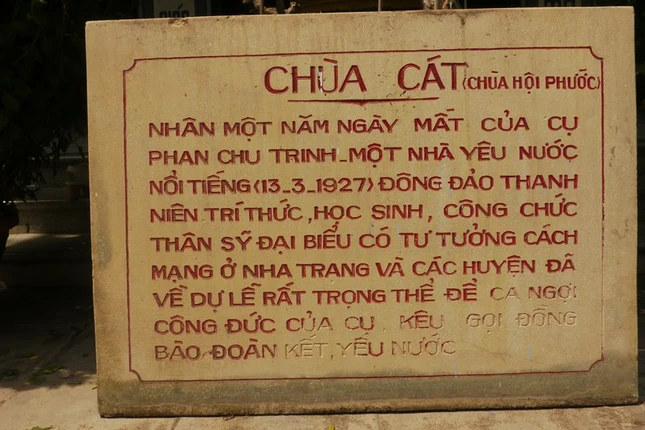 CHÙA CÁT (CHÙA HỘI PHƯỚC)
NHÂN MỘT NĂM NGÀY MẤT CỦA CỤ
PHAN CHU TRINH_MỘT NHÀ YÊU NƯỚC
NỔI TIẾNG (13_3_1927) ĐÔNG ĐẢO THANH
NIÊN TRÍ THỨC, HỌC SINH, CÔNG CHỨC
THÂN SỸ ĐẠI BIỂU CÓ TƯ TƯỞNG CÁCH
MẠNG Ở NHA TRANG VÀ CÁC HUYỆN ĐÃ
VỀ DỰ LỄ RẤT TRỌNG THỂ ĐỂ CA NGỢI
CÔNG ĐỨC CỦA CỤ, KÊU GỌI ĐỒNG
BÀO ĐOÀN KẾT, YÊU NƯỚC